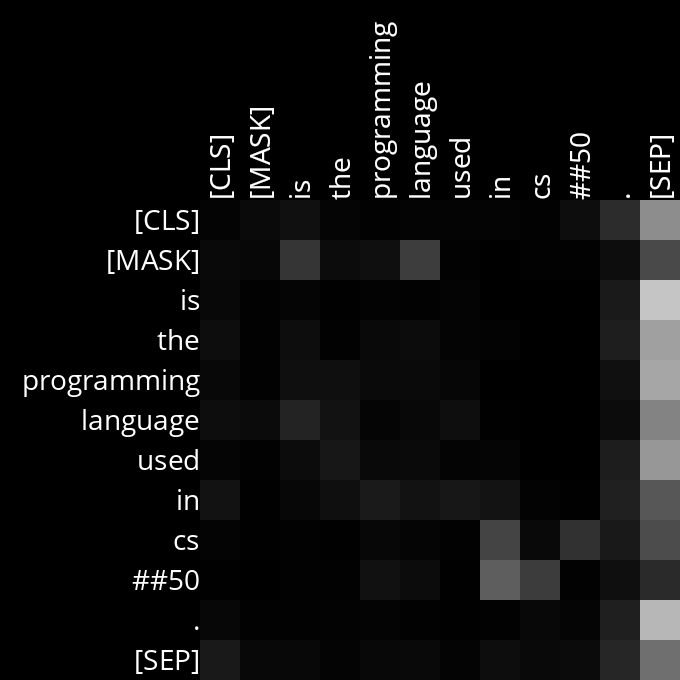 [CLS]
[MASK]
is
the
programming
language
used
in
cs
##50
.
[SEP]
[CLS]
[MASK]
is
the
programming
language
used
in
cs
##50
.
[SEP]